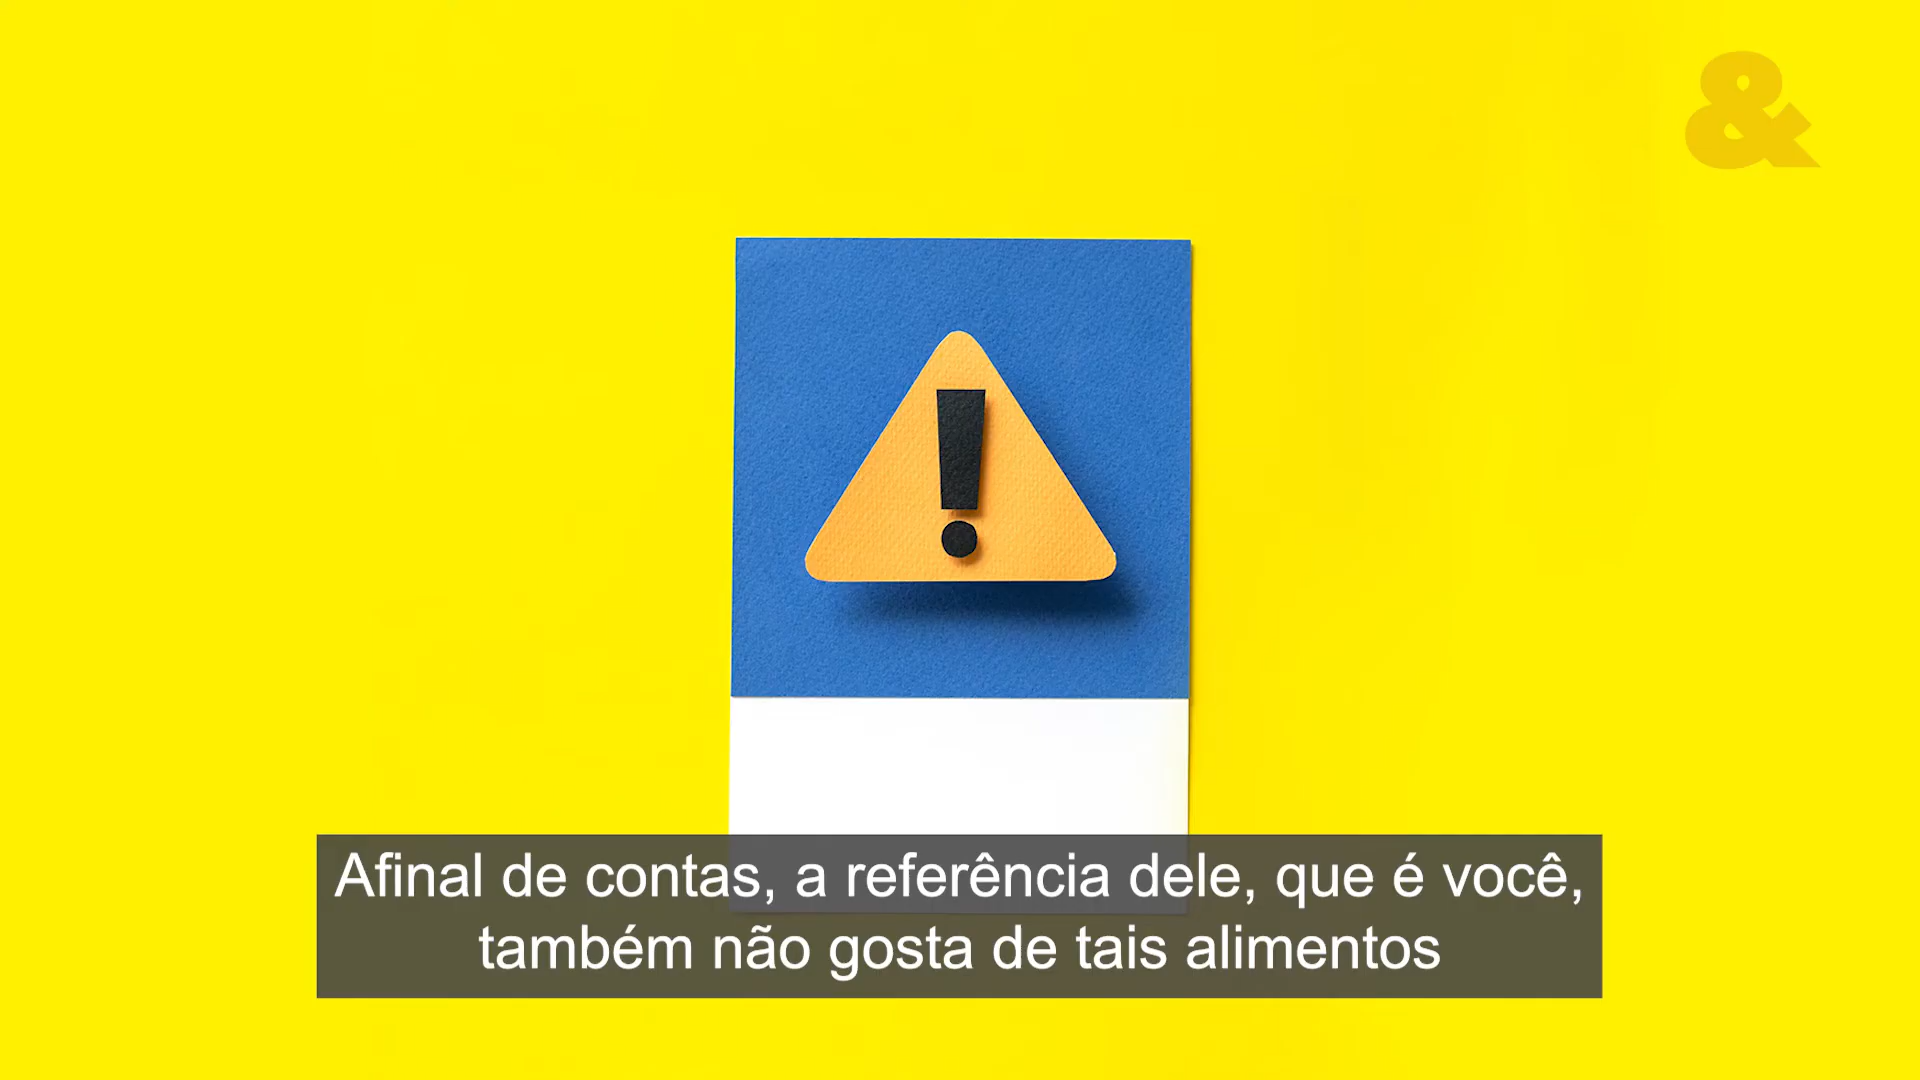 &
!
Afinal de contas, a referência dele, que é você,
também não gosta de tais alimentos